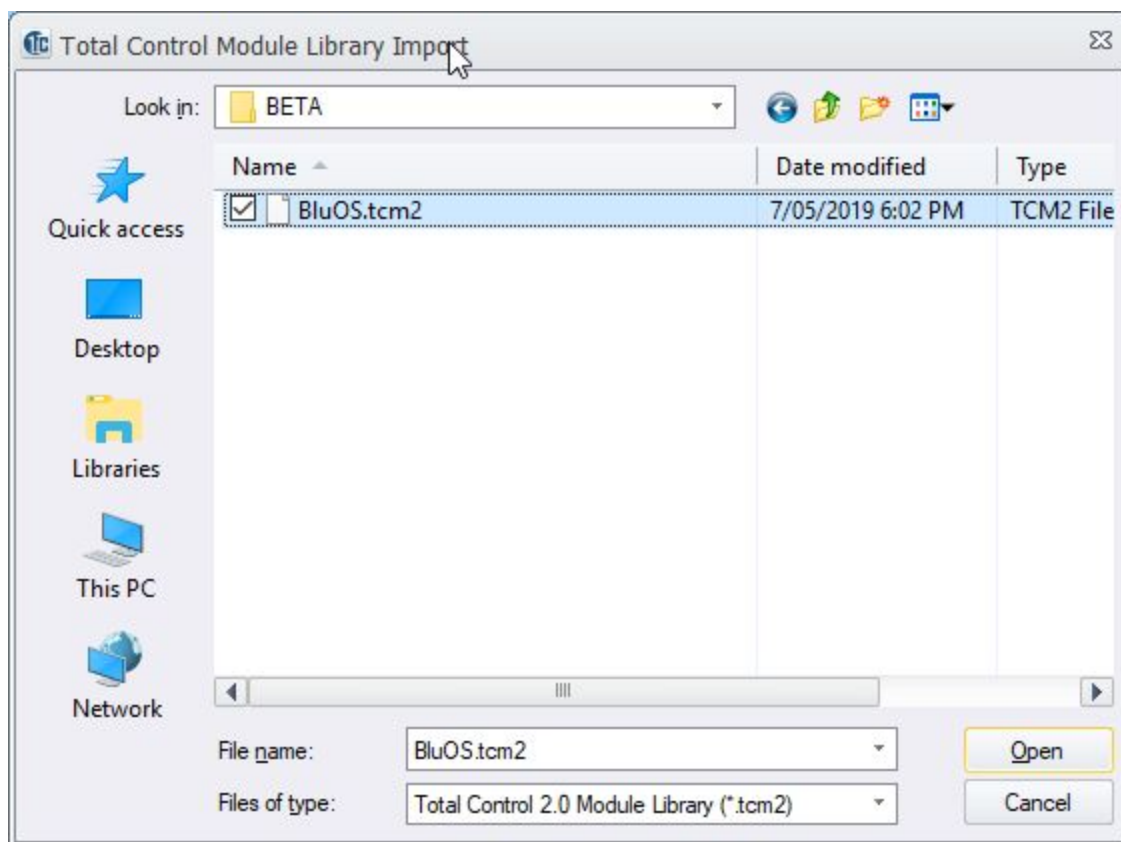 Total Control Module Library Import
Look in: BETA
Name Date modified Type
BluOS.tcm2 7/05/2019 6:02 PM TCM2 File
Quick access
Desktop
Libraries
This PC
Network
File name: BluOS.tcm2 Open
Files of type: Total Control 2.0 Module Library (*.tcm2) Cancel